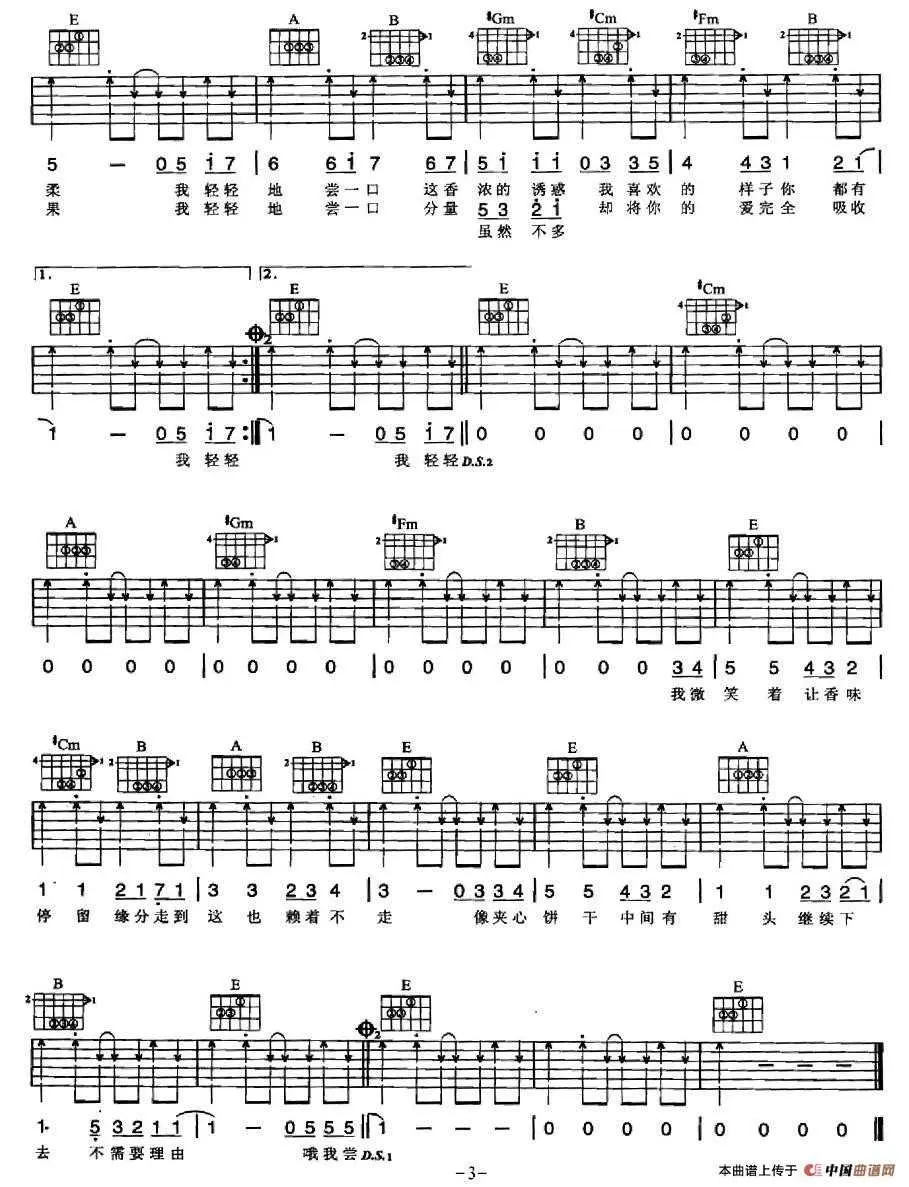 E A B #Gm #Cm #Fm B
5 — 0 5 i 7 | 6 6 i 7 6 7 | 5 i i i 0 3 3 5 | 4 4 3 1 2 1 |
柔 我 轻轻 地 尝一口 这香 浓的 诱惑 我 喜欢 的 样子你 都有
果 我 轻轻 地 尝一口 分量 5 3 2 i 却 将你 的 爱完全 吸收
虽然 不多
1. 2.
E E E #Cm
1 — 0 5 i 7 :‖ 1 — 0 5 i 7 ‖ 0 0 0 0 | 0 0 0 0 |
我 轻轻 我 轻轻 D.S.2
A #Gm #Fm B E
0 0 0 0 | 0 0 0 0 | 0 0 0 0 | 0 0 0 3 4 | 5 5 4 3 2
我微 笑 着 让香味
#Cm B A B E E A
1 1 2 1 7 1 | 3 3 2 3 4 | 3 — 0 3 3 4 | 5 5 4 3 2 | 1 1 2 3 2 1 |
停 留 缘分走到 这 也 赖着不 走 像夹心 饼 干 中间有 甜 头 继续下
B E E E
1· 5 3 2 1 1 | 1 — 0 5 5 5 ‖ 1 — — — | 0 0 0 0 | 0 0 0 0 ‖
去 不需要理由 哦我尝 D.S.1
－3－
本曲谱上传于 中国曲谱网